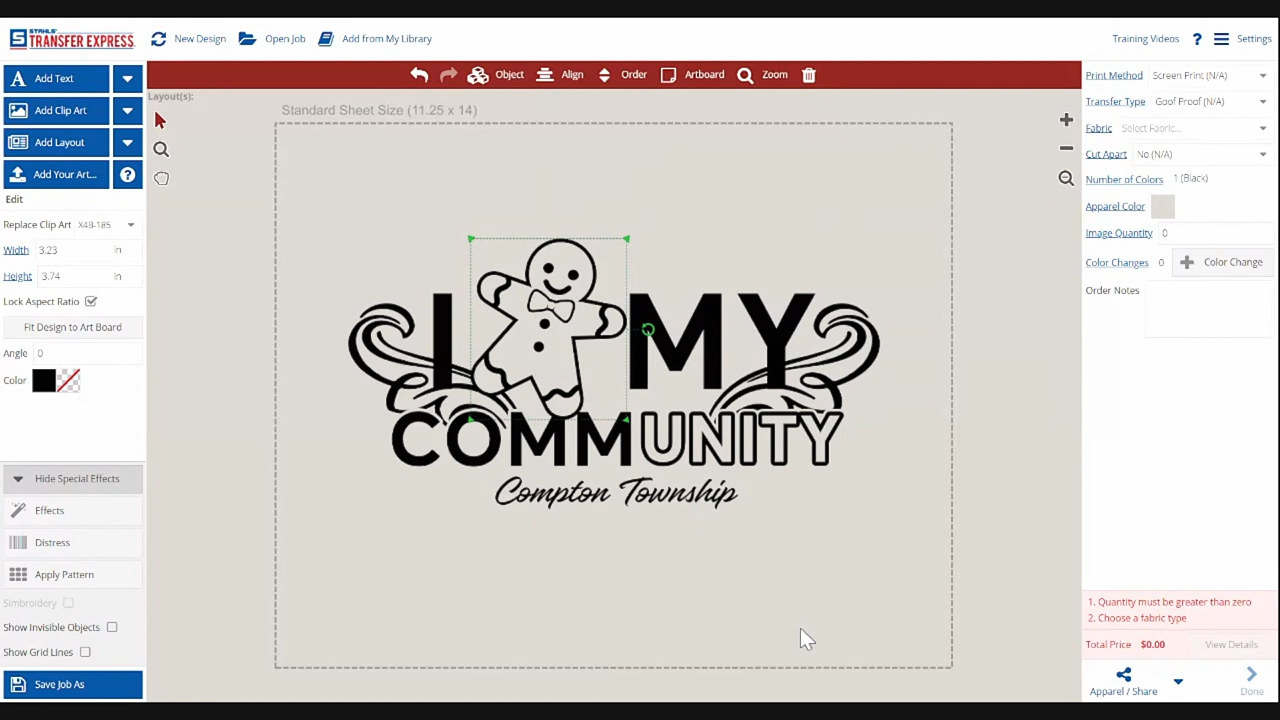 STAHLS'
TRANSFER EXPRESS
New Design
Open Job
Add from My Library
Training Videos
?
Settings
Add Text
Add Clip Art
Add Layout
Add Your Art...
?
Edit
Replace Clip Art X4B-185
Width 3.23 in
Height 3.74 in
Lock Aspect Ratio
Fit Design to Art Board
Angle 0
Color
Hide Special Effects
Effects
Distress
Apply Pattern
Simbroidery
Show Invisible Objects
Show Grid Lines
Save Job As
Object
Align
Order
Artboard
Zoom
Layout(s):
Standard Sheet Size (11.25 x 14)
I MY
COMMUNITY
Compton Township
Print Method Screen Print (N/A)
Transfer Type Goof Proof (N/A)
Fabric Select Fabric...
Cut Apart No (N/A)
Number of Colors 1 (Black)
Apparel Color
Image Quantity 0
Color Changes 0 Color Change
Order Notes
1. Quantity must be greater than zero
2. Choose a fabric type
Total Price $0.00 View Details
Apparel / Share
Done